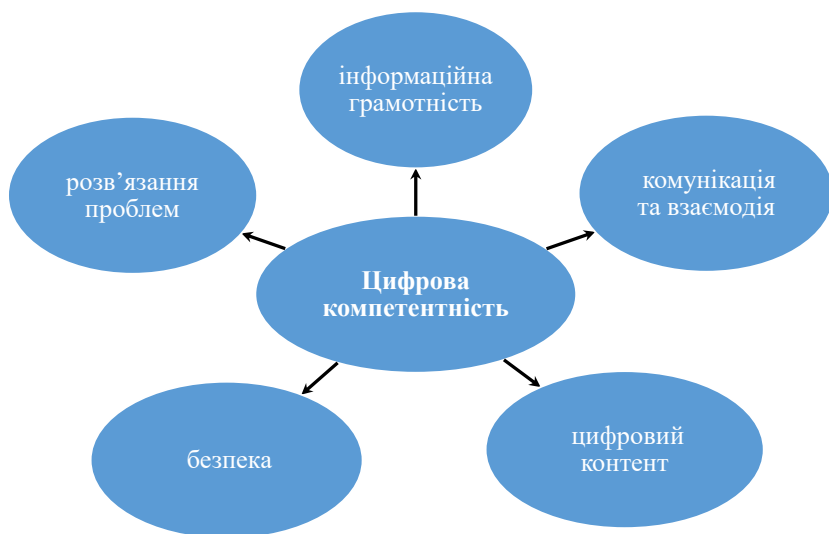 інформаційна
грамотність
розв’язання
проблем
комунікація
та взаємодія
Цифрова
компетентність
безпека
цифровий
контент